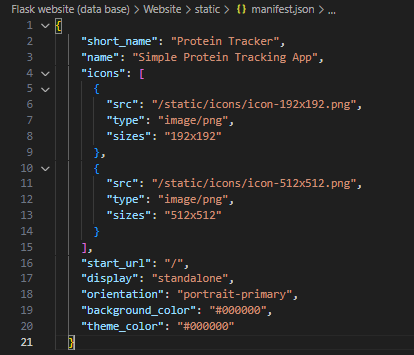 Flask website (data base) > Website > static > {} manifest.json > ...
1 {
2 "short_name": "Protein Tracker",
3 "name": "Simple Protein Tracking App",
4 "icons": [
5 {
6 "src": "/static/icons/icon-192x192.png",
7 "type": "image/png",
8 "sizes": "192x192"
9 },
10 {
11 "src": "/static/icons/icon-512x512.png",
12 "type": "image/png",
13 "sizes": "512x512"
14 }
15 ],
16 "start_url": "/",
17 "display": "standalone",
18 "orientation": "portrait-primary",
19 "background_color": "#000000",
20 "theme_color": "#000000"
21 }